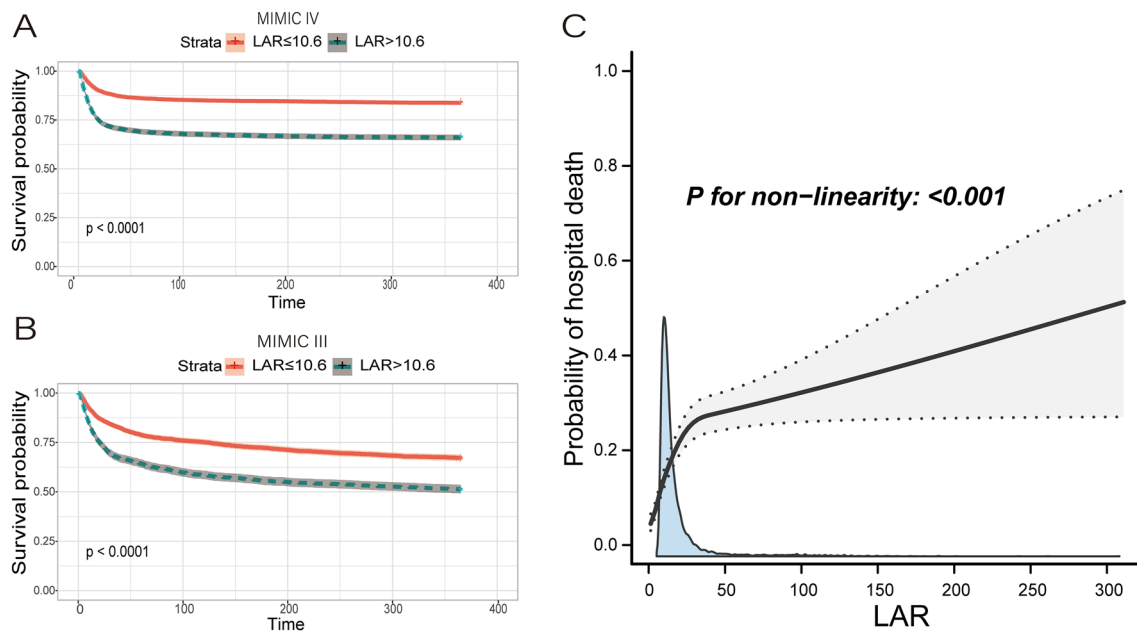 A
MIMIC IV
Strata LAR≤10.6 LAR>10.6
Survival probability
1.00
0.75
0.50
0.25
0.00
p < 0.0001
0 100 200 300 400
Time
B
MIMIC III
Strata LAR≤10.6 LAR>10.6
Survival probability
1.00
0.75
0.50
0.25
0.00
p < 0.0001
0 100 200 300 400
Time
C
Probability of hospital death
1.0
0.8
0.6
0.4
0.2
0.0
P for non−linearity: <0.001
0 50 100 150 200 250 300
LAR